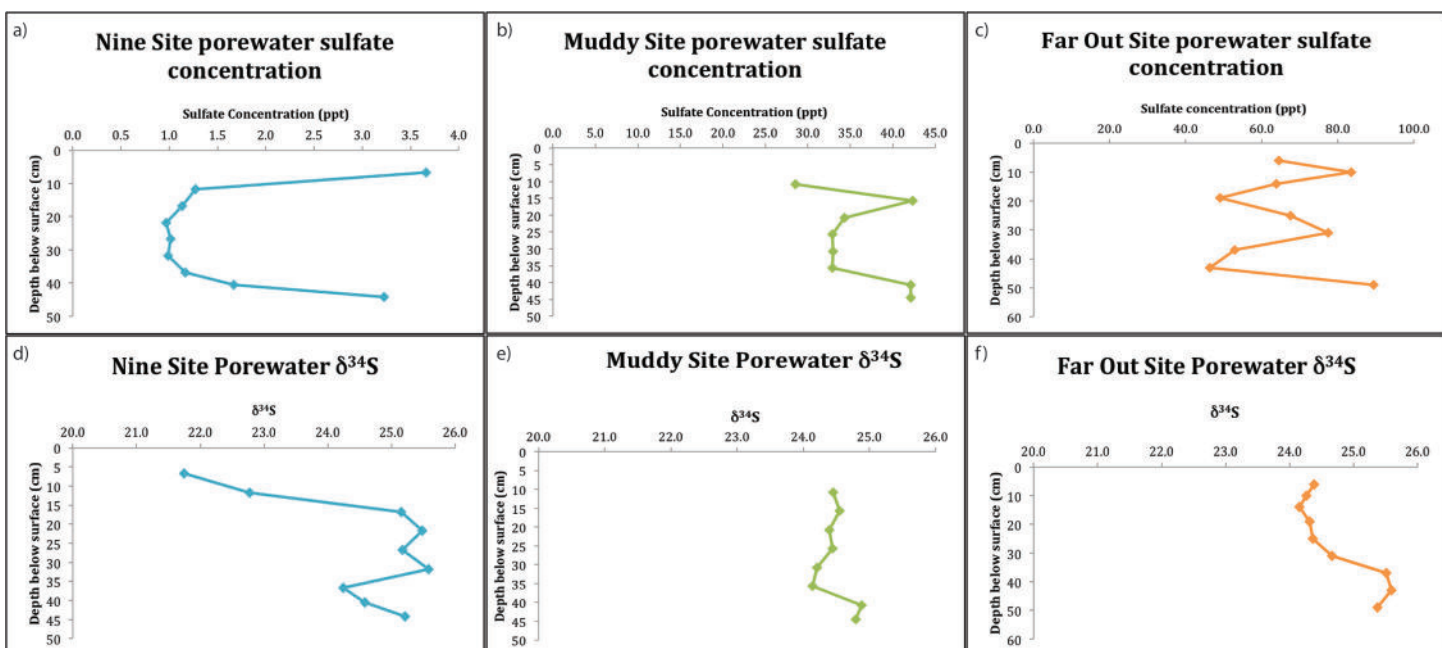 a)
Nine Site porewater sulfate
concentration
Sulfate Concentration (ppt)
0.0 0.5 1.0 1.5 2.0 2.5 3.0 3.5 4.0
0
10
20
30
40
50
Depth below surface (cm)
b)
Muddy Site porewater sulfate
concentration
Sulfate Concentration (ppt)
0.0 5.0 10.0 15.0 20.0 25.0 30.0 35.0 40.0 45.0
0
5
10
15
20
25
30
35
40
45
50
Depth below surface (cm)
c)
Far Out Site porewater sulfate
concentration
Sulfate concentration (ppt)
0.0 20.0 40.0 60.0 80.0 100.0
0
10
20
30
40
50
60
Depth below surface (cm)
d)
Nine Site Porewater δ³⁴S
δ³⁴S
20.0 21.0 22.0 23.0 24.0 25.0 26.0
0
5
10
15
20
25
30
35
40
45
50
Depth below surface (cm)
e)
Muddy Site Porewater δ³⁴S
δ³⁴S
20.0 21.0 22.0 23.0 24.0 25.0 26.0
0
5
10
15
20
25
30
35
40
45
50
Depth below surface (cm)
f)
Far Out Site Porewater δ³⁴S
δ³⁴S
20.0 21.0 22.0 23.0 24.0 25.0 26.0
0
10
20
30
40
50
60
Depth below surface (cm)